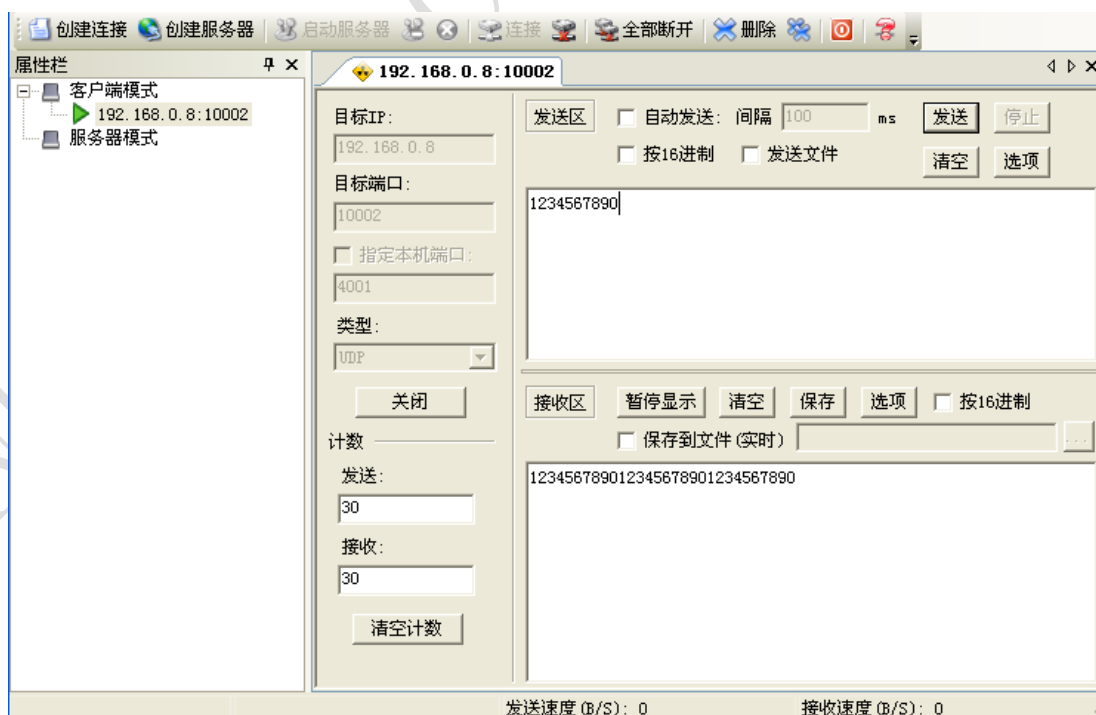 创建连接 创建服务器 启动服务器 连接 全部断开 删除
属性栏
客户端模式
192.168.0.8:10002
服务器模式
192.168.0.8:10002
目标IP:
192.168.0.8
目标端口:
10002
指定本机端口:
4001
类型:
UDP
关闭
计数
发送:
30
接收:
30
清空计数
发送区 自动发送: 间隔 100 ms 发送 停止
按16进制 发送文件 清空 选项
1234567890
接收区 暂停显示 清空 保存 选项 按16进制
保存到文件(实时) ...
123456789012345678901234567890
发送速度(B/S): 0 接收速度(B/S): 0